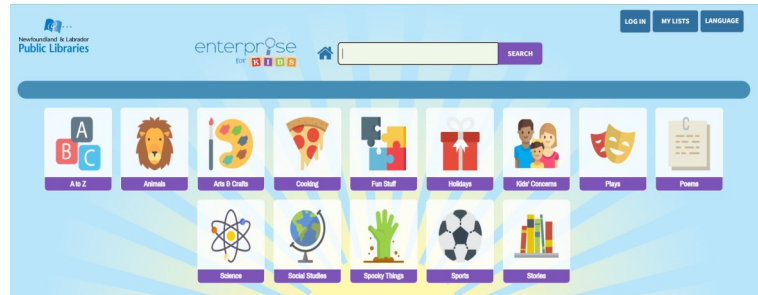 LOG IN
MY LISTS
LANGUAGE
Newfoundland & Labrador
Public Libraries
enterprise
for KIDS
SEARCH
A
B C
A to Z
Animals
Arts & Crafts
Cooking
Fun Stuff
Holidays
Kids' Concerns
Plays
Poems
Science
Social Studies
Spooky Things
Sports
Stories